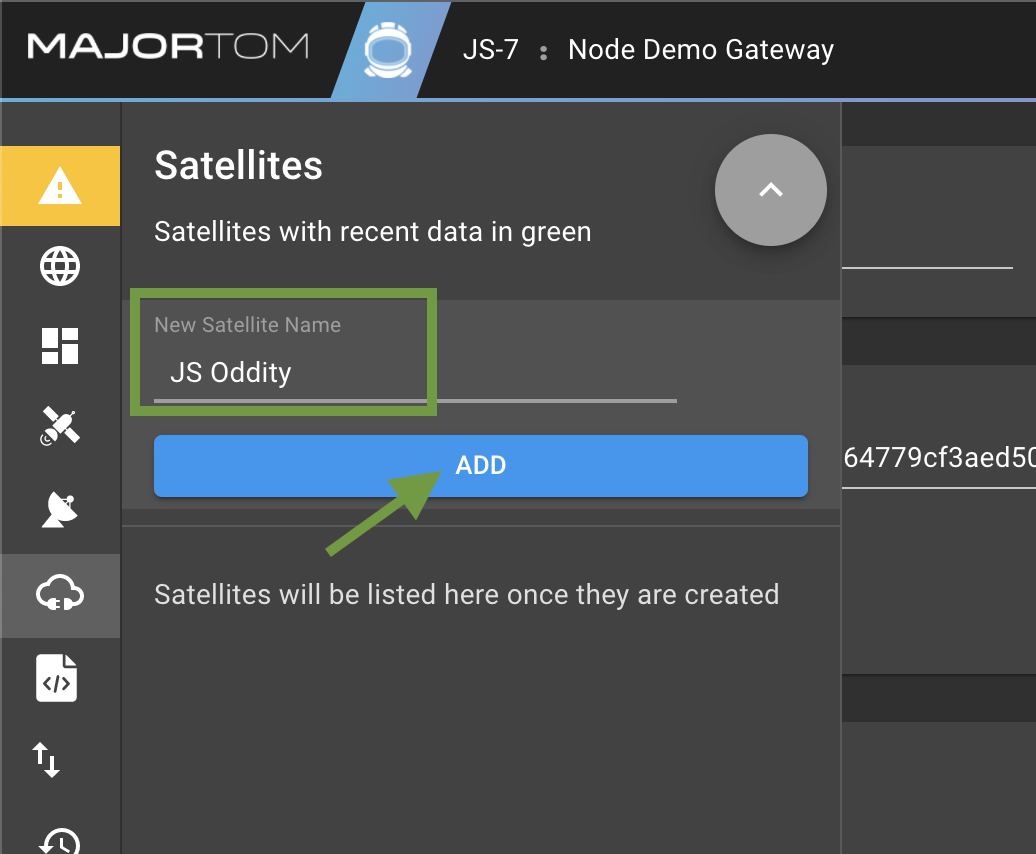 MAJORTOM
JS-7 : Node Demo Gateway
Satellites
Satellites with recent data in green
New Satellite Name
JS Oddity
ADD
64779cf3aed50
Satellites will be listed here once they are created